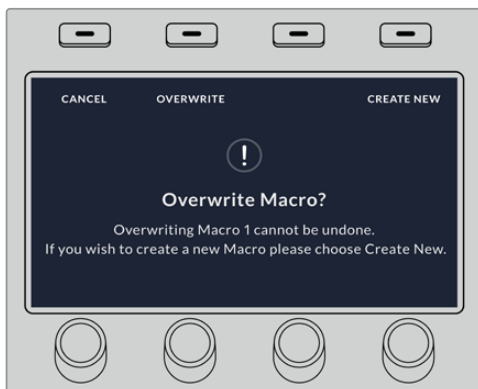 CANCEL OVERWRITE CREATE NEW
Overwrite Macro?
Overwriting Macro 1 cannot be undone.
If you wish to create a new Macro please choose Create New.